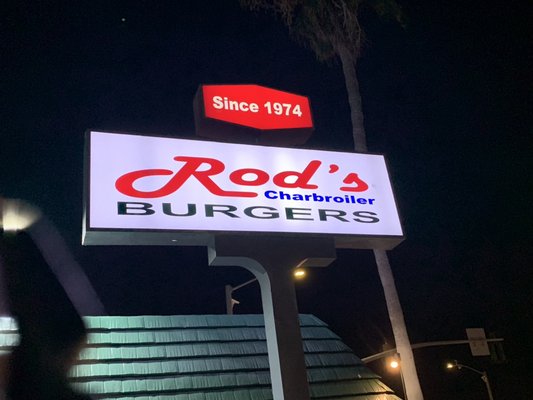 Since 1974
Rod's
Charbroiler
BURGERS